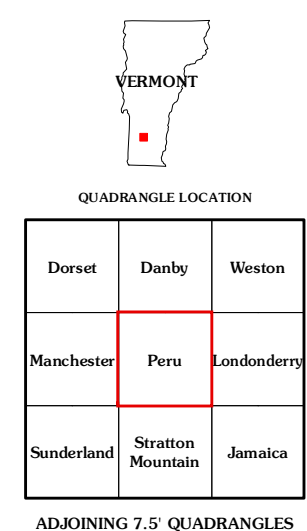 VERMONT
QUADRANGLE LOCATION
Dorset Danby Weston
Manchester Peru Londonderry
Sunderland Stratton Mountain Jamaica
ADJOINING 7.5' QUADRANGLES